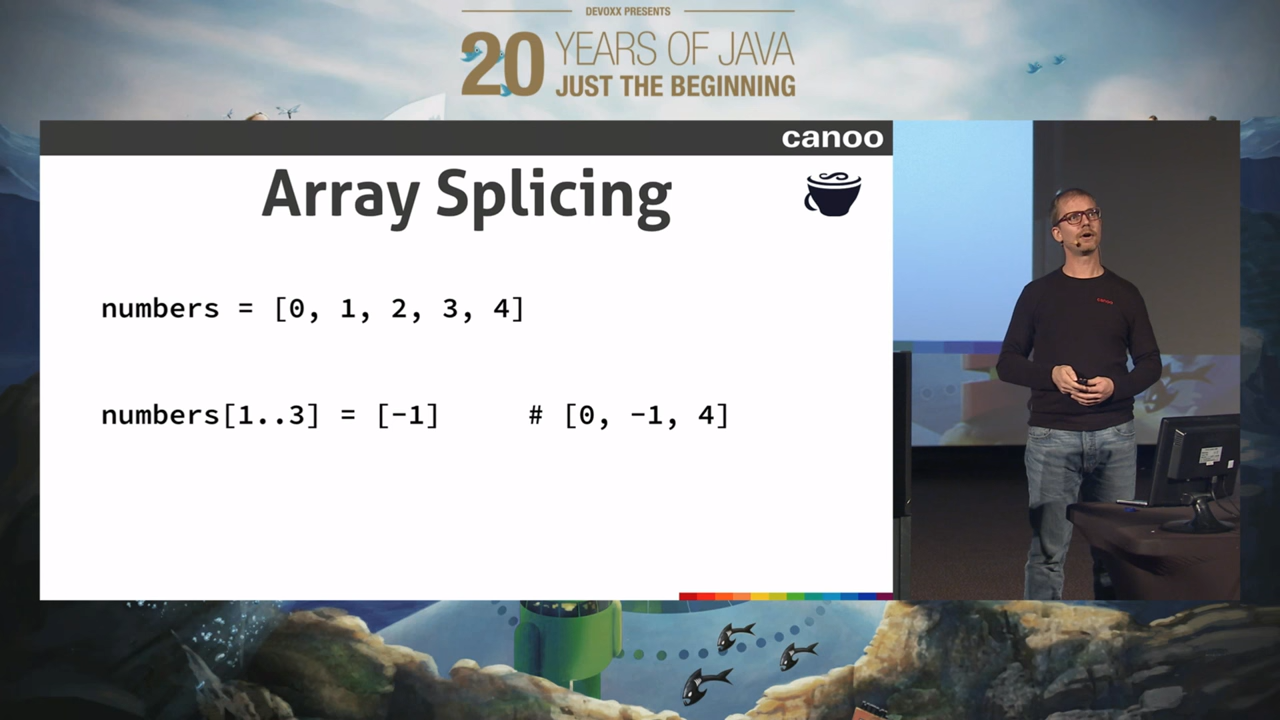 DEVOXX PRESENTS
20 YEARS OF JAVA
JUST THE BEGINNING
canoo
Array Splicing
numbers = [0, 1, 2, 3, 4]
numbers[1..3] = [-1] # [0, -1, 4]
canoo